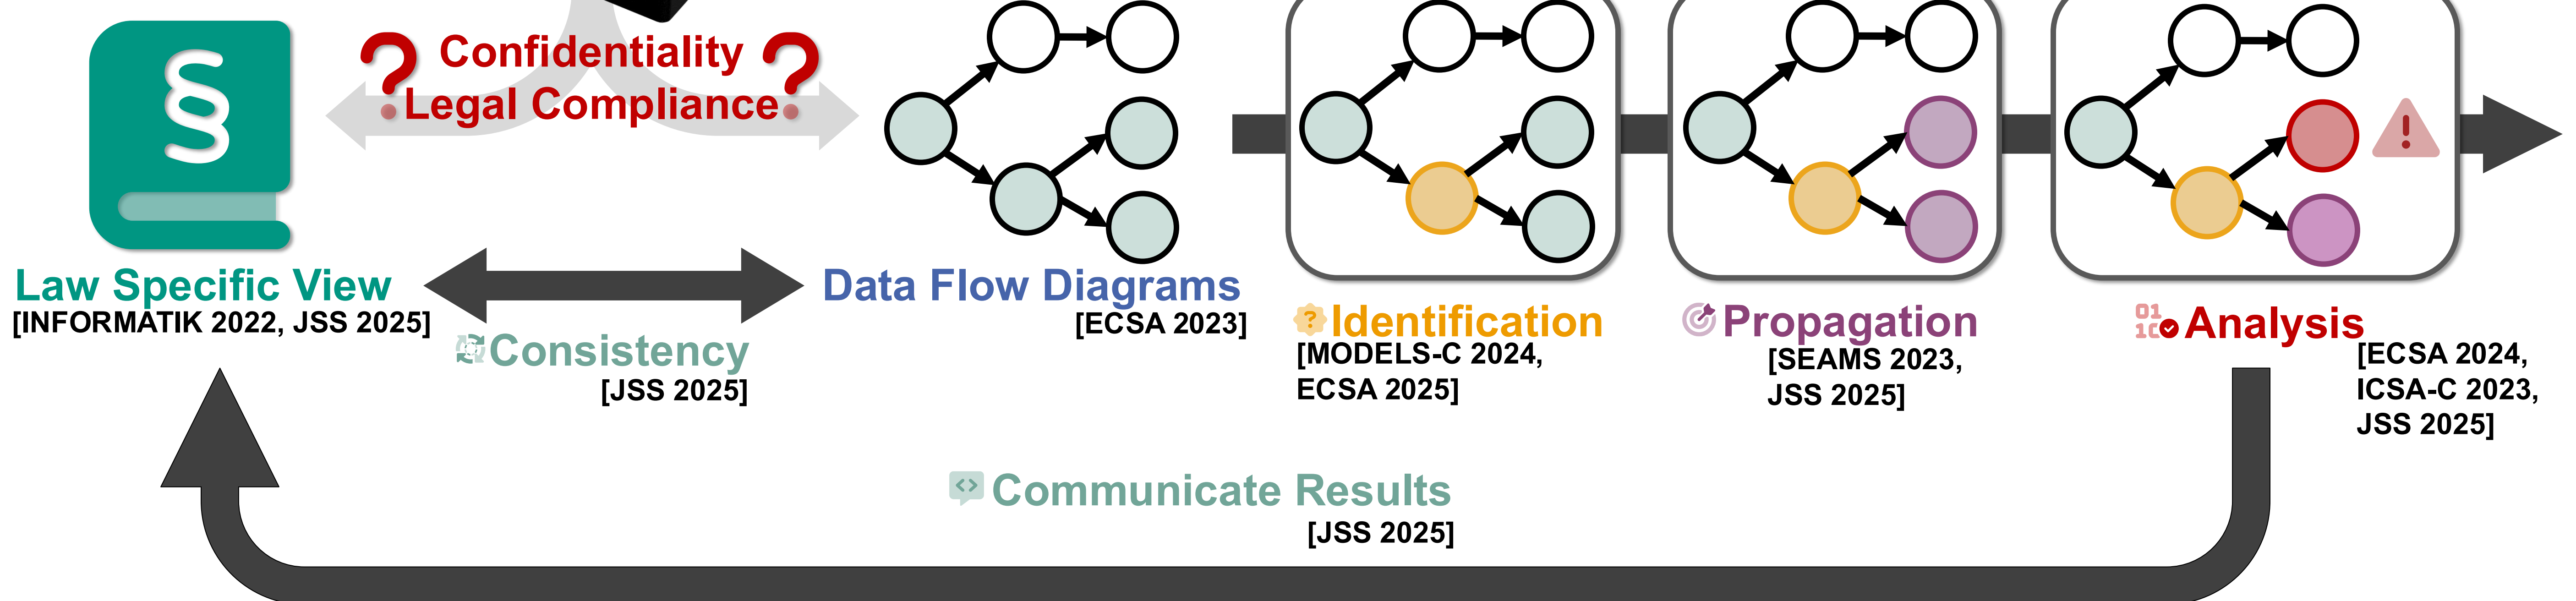 §
? Confidentiality ?
Legal Compliance
Law Specific View
[INFORMATIK 2022, JSS 2025]
Consistency
[JSS 2025]
Data Flow Diagrams
[ECSA 2023]
?
Identification
[MODELS-C 2024,
ECSA 2025]
Propagation
[SEAMS 2023,
JSS 2025]
!
01
10
Analysis
[ECSA 2024,
ICSA-C 2023,
JSS 2025]
<>
Communicate Results
[JSS 2025]